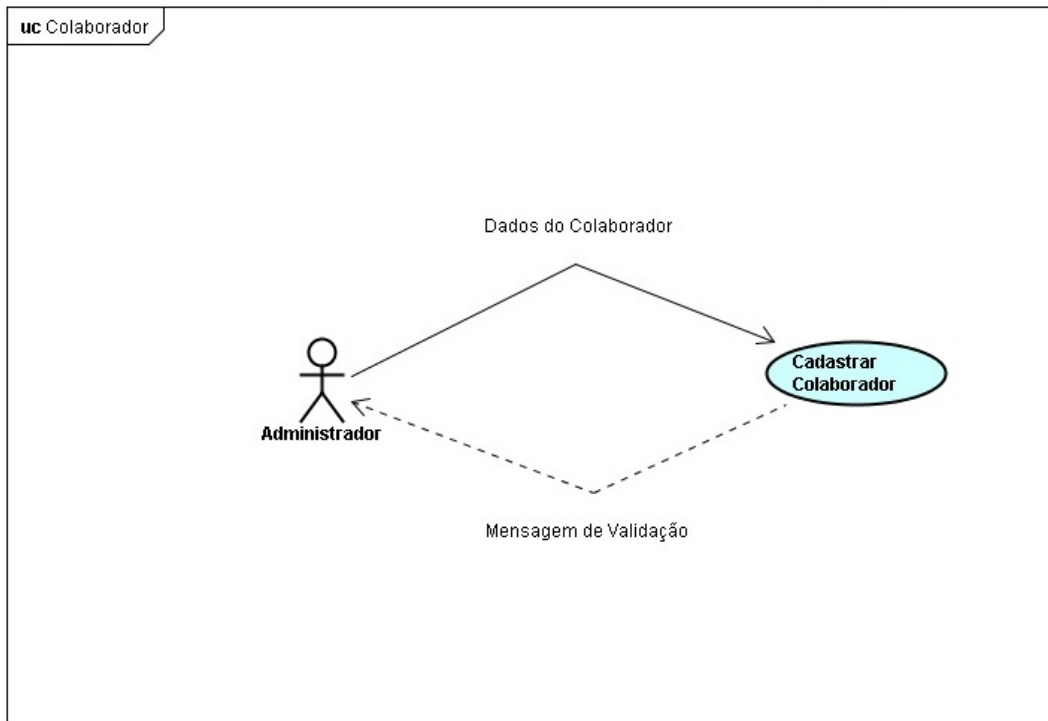 uc Colaborador
Dados do Colaborador
Cadastrar
Colaborador
Administrador
Mensagem de Validação